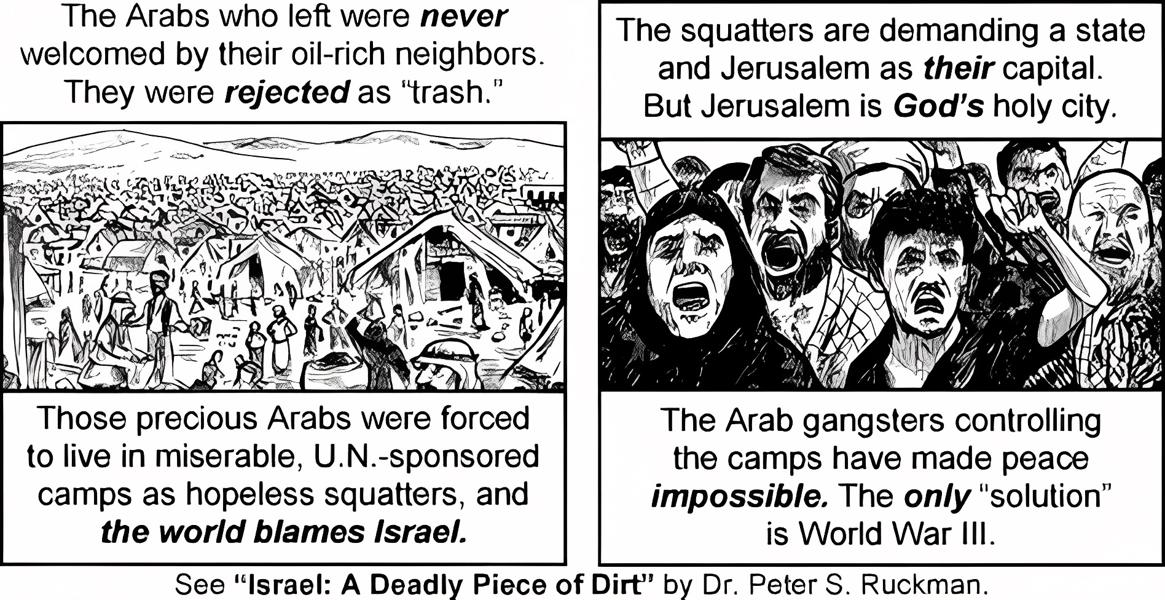 The Arabs who left were never
welcomed by their oil-rich neighbors.
They were rejected as “trash.”
Those precious Arabs were forced
to live in miserable, U.N.-sponsored
camps as hopeless squatters, and
the world blames Israel.
The squatters are demanding a state
and Jerusalem as their capital.
But Jerusalem is God’s holy city.
The Arab gangsters controlling
the camps have made peace
impossible. The only “solution”
is World War III.
See “Israel: A Deadly Piece of Dirt” by Dr. Peter S. Ruckman.